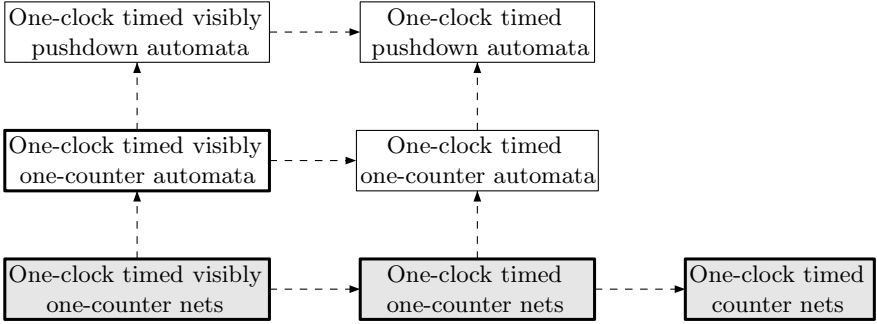 One-clock timed visibly
pushdown automata
One-clock timed
pushdown automata
One-clock timed visibly
one-counter automata
One-clock timed
one-counter automata
One-clock timed visibly
one-counter nets
One-clock timed
one-counter nets
One-clock timed
counter nets